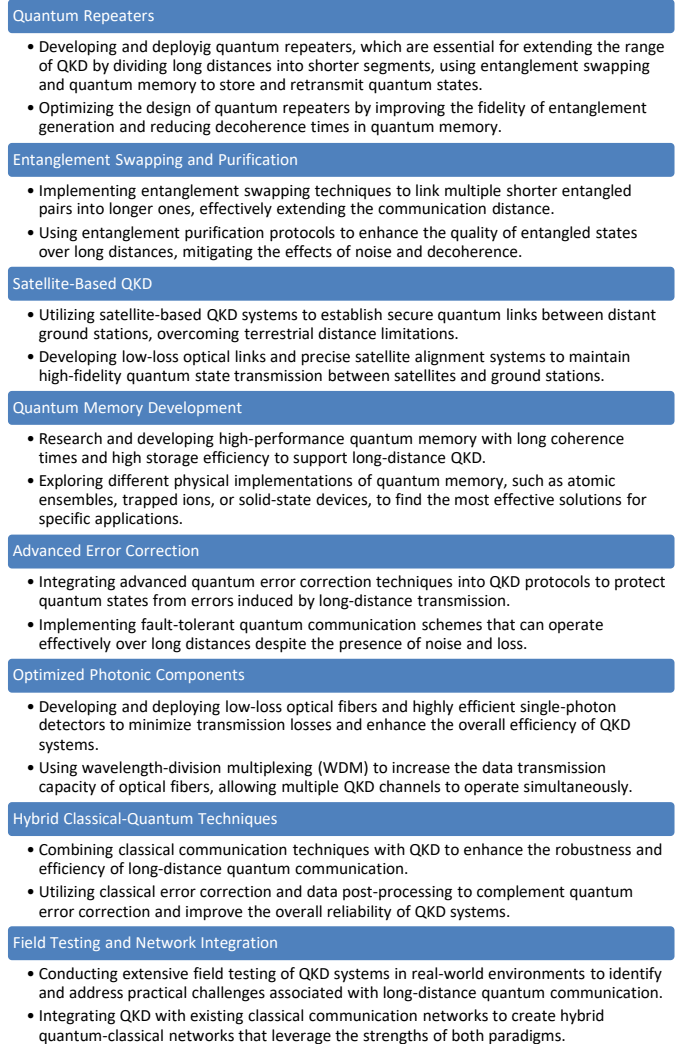 Quantum Repeaters
• Developing and deployig quantum repeaters, which are essential for extending the range
of QKD by dividing long distances into shorter segments, using entanglement swapping
and quantum memory to store and retransmit quantum states.
• Optimizing the design of quantum repeaters by improving the fidelity of entanglement
generation and reducing decoherence times in quantum memory.
Entanglement Swapping and Purification
• Implementing entanglement swapping techniques to link multiple shorter entangled
pairs into longer ones, effectively extending the communication distance.
• Using entanglement purification protocols to enhance the quality of entangled states
over long distances, mitigating the effects of noise and decoherence.
Satellite-Based QKD
• Utilizing satellite-based QKD systems to establish secure quantum links between distant
ground stations, overcoming terrestrial distance limitations.
• Developing low-loss optical links and precise satellite alignment systems to maintain
high-fidelity quantum state transmission between satellites and ground stations.
Quantum Memory Development
• Research and developing high-performance quantum memory with long coherence
times and high storage efficiency to support long-distance QKD.
• Exploring different physical implementations of quantum memory, such as atomic
ensembles, trapped ions, or solid-state devices, to find the most effective solutions for
specific applications.
Advanced Error Correction
• Integrating advanced quantum error correction techniques into QKD protocols to protect
quantum states from errors induced by long-distance transmission.
• Implementing fault-tolerant quantum communication schemes that can operate
effectively over long distances despite the presence of noise and loss.
Optimized Photonic Components
• Developing and deploying low-loss optical fibers and highly efficient single-photon
detectors to minimize transmission losses and enhance the overall efficiency of QKD
systems.
• Using wavelength-division multiplexing (WDM) to increase the data transmission
capacity of optical fibers, allowing multiple QKD channels to operate simultaneously.
Hybrid Classical-Quantum Techniques
• Combining classical communication techniques with QKD to enhance the robustness and
efficiency of long-distance quantum communication.
• Utilizing classical error correction and data post-processing to complement quantum
error correction and improve the overall reliability of QKD systems.
Field Testing and Network Integration
• Conducting extensive field testing of QKD systems in real-world environments to identify
and address practical challenges associated with long-distance quantum communication.
• Integrating QKD with existing classical communication networks to create hybrid
quantum-classical networks that leverage the strengths of both paradigms.